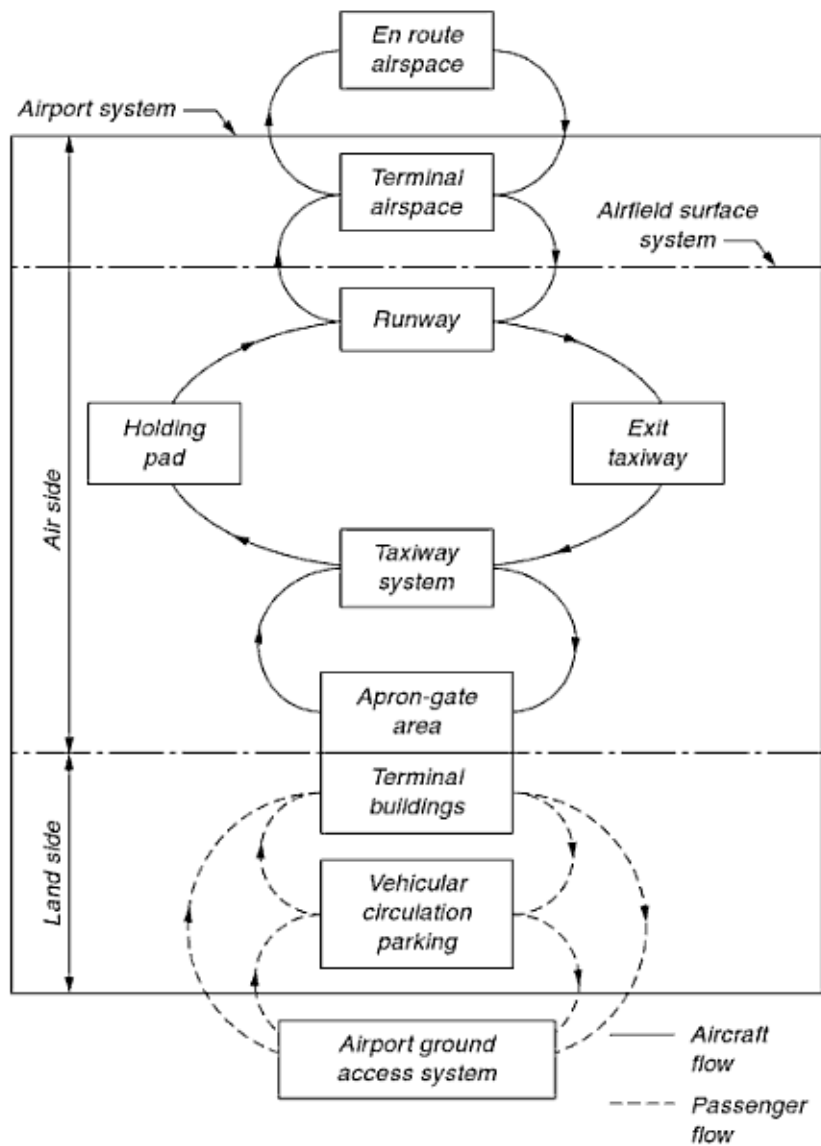 En route
airspace
Airport system
Terminal
airspace
Airfield surface
system
Runway
Holding
pad
Exit
taxiway
Air side
Taxiway
system
Apron-gate
area
Terminal
buildings
Land side
Vehicular
circulation
parking
Airport ground
access system
Aircraft
flow
Passenger
flow